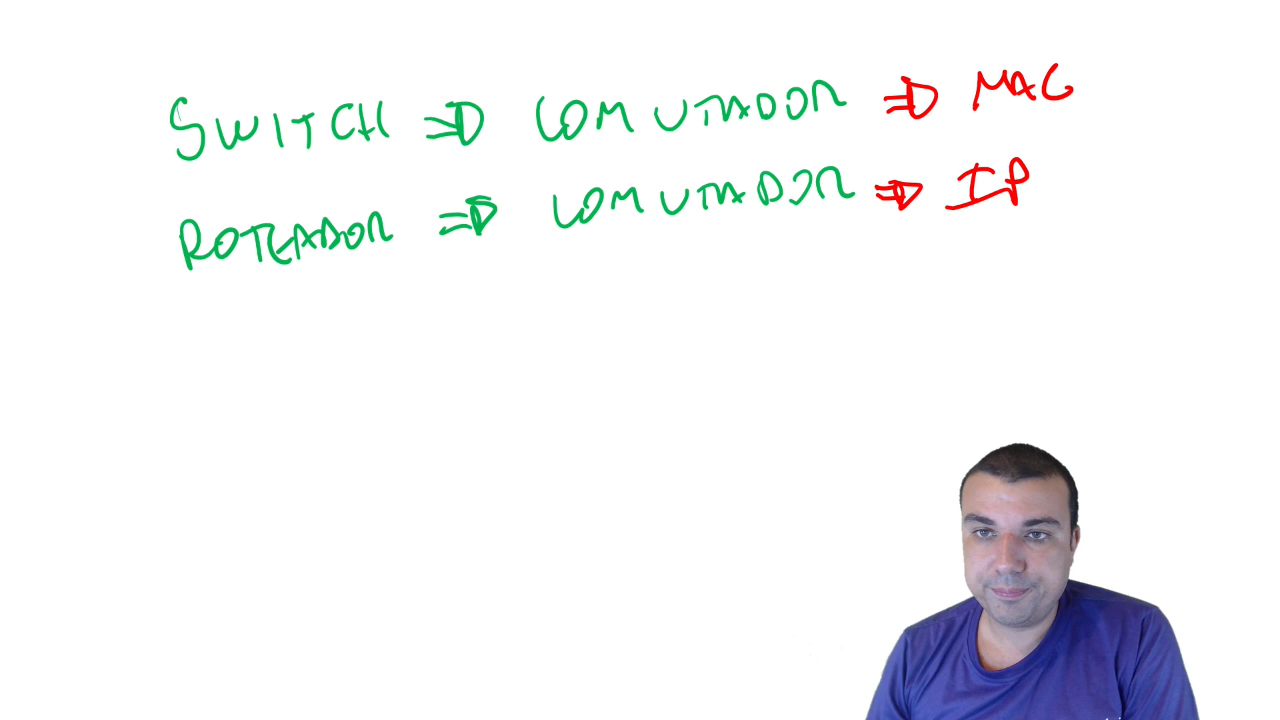 SWITCH => COMUTADOR => MAC
ROTEADOR => COMUTADOR => IP